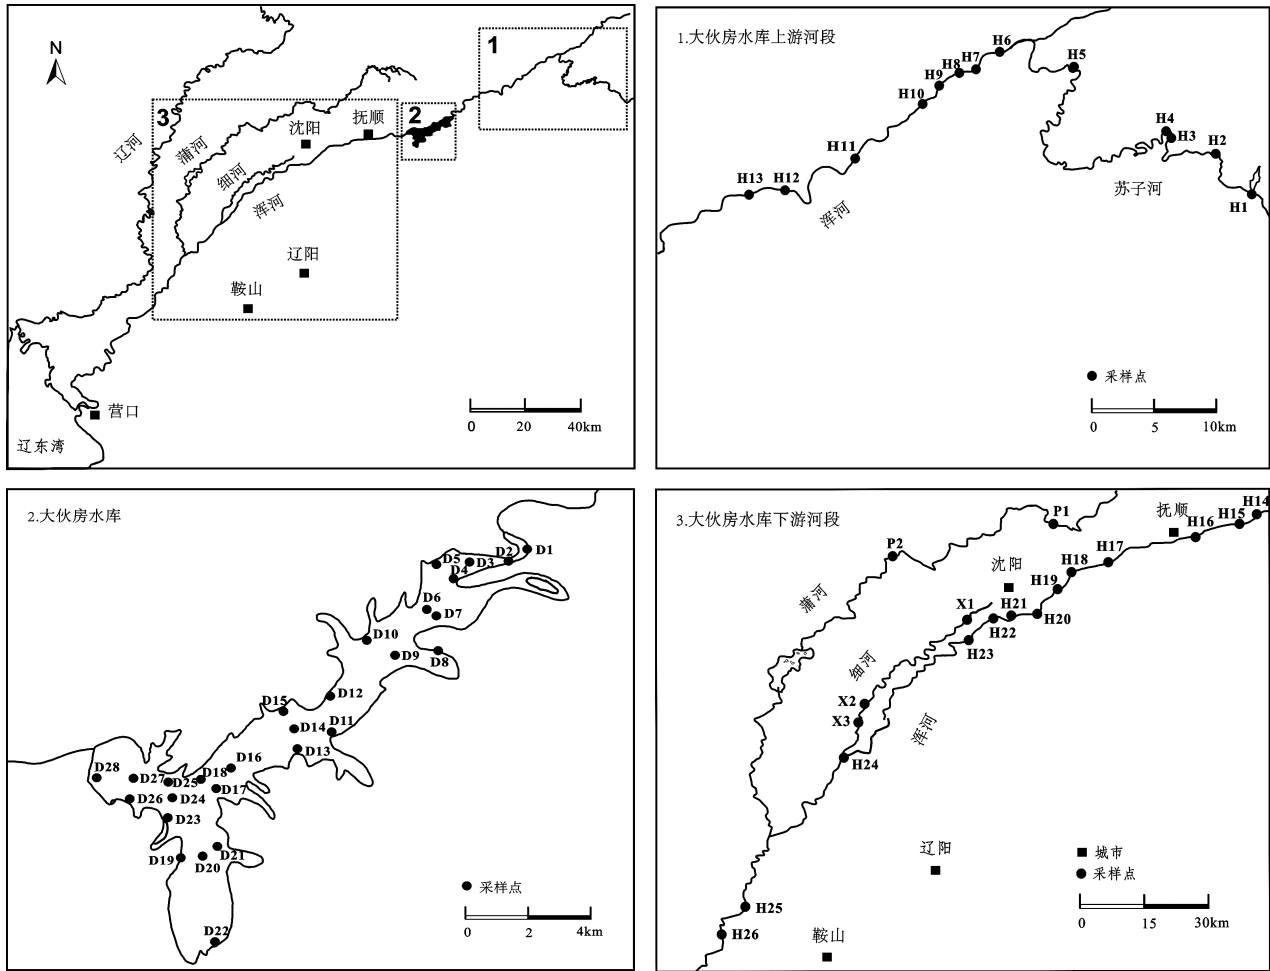 N
1
2
3
抚顺
沈阳
辽河
蒲河
细河
浑河
辽阳
鞍山
营口
辽东湾
0 20 40km
1.大伙房水库上游河段
H6
H5
H7
H8
H9
H10
H4
H3
H2
H11
H13 H12
H1
苏子河
浑河
采样点
0 5 10km
2.大伙房水库
D1
D2
D3
D5
D4
D6
D7
D10
D9
D8
D12
D15
D11
D14
D13
D16
D28
D27
D25
D18
D17
D26
D24
D23
D21
D19
D20
D22
采样点
0 2 4km
3.大伙房水库下游河段
H14
H15
抚顺
H16
P1
P2
H17
沈阳
H18
H19
蒲河
X1
H21
H20
H22
H23
细河
X2
X3
浑河
H24
辽阳
城市
采样点
H25
H26
鞍山
0 15 30km